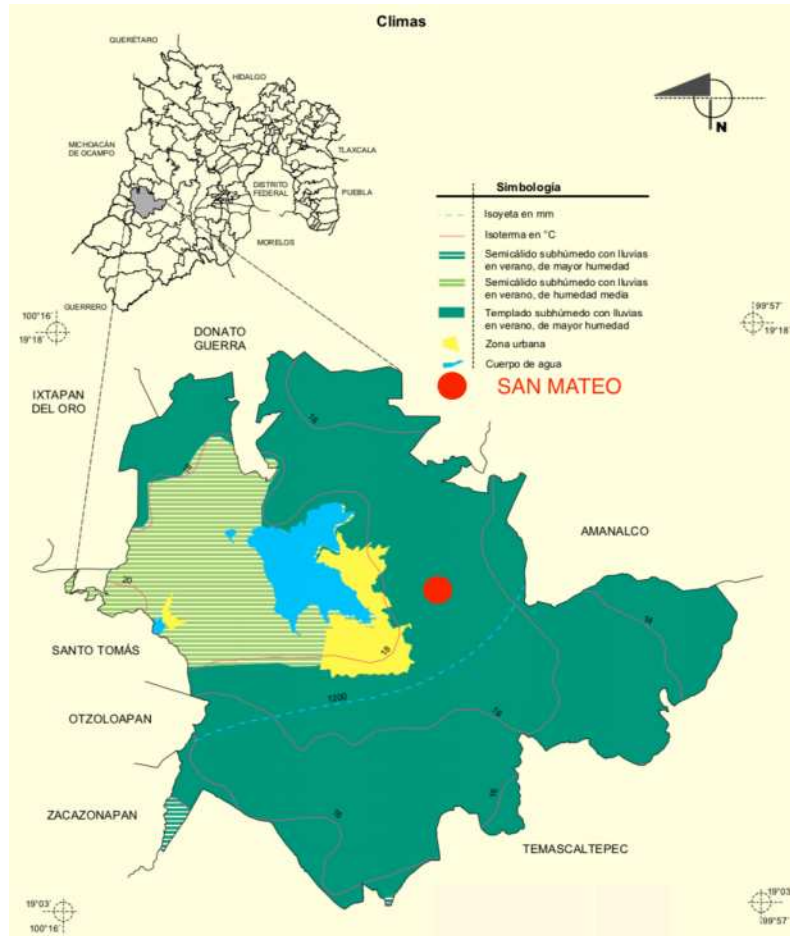 Climas
QUERÉTARO
HIDALGO
MICHOACÁN
DE OCAMPO
TLAXCALA
DISTRITO
FEDERAL
PUEBLA
MORELOS
GUERRERO
N
Simbología
Isoyeta en mm
Isoterma en °C
Semicálido subhúmedo con lluvias
en verano, de mayor humedad
Semicálido subhúmedo con lluvias
en verano, de humedad media
Templado subhúmedo con lluvias
en verano, de mayor humedad
Zona urbana
Cuerpo de agua
SAN MATEO
100°16´
19°18´
99°57´
19°18´
DONATO
GUERRA
IXTAPAN
DEL ORO
AMANALCO
20
SANTO TOMÁS
18
1200
OTZOLOAPAN
ZACAZONAPAN
TEMASCALTEPEC
19°03´
100°16´
19°03´
99°57´